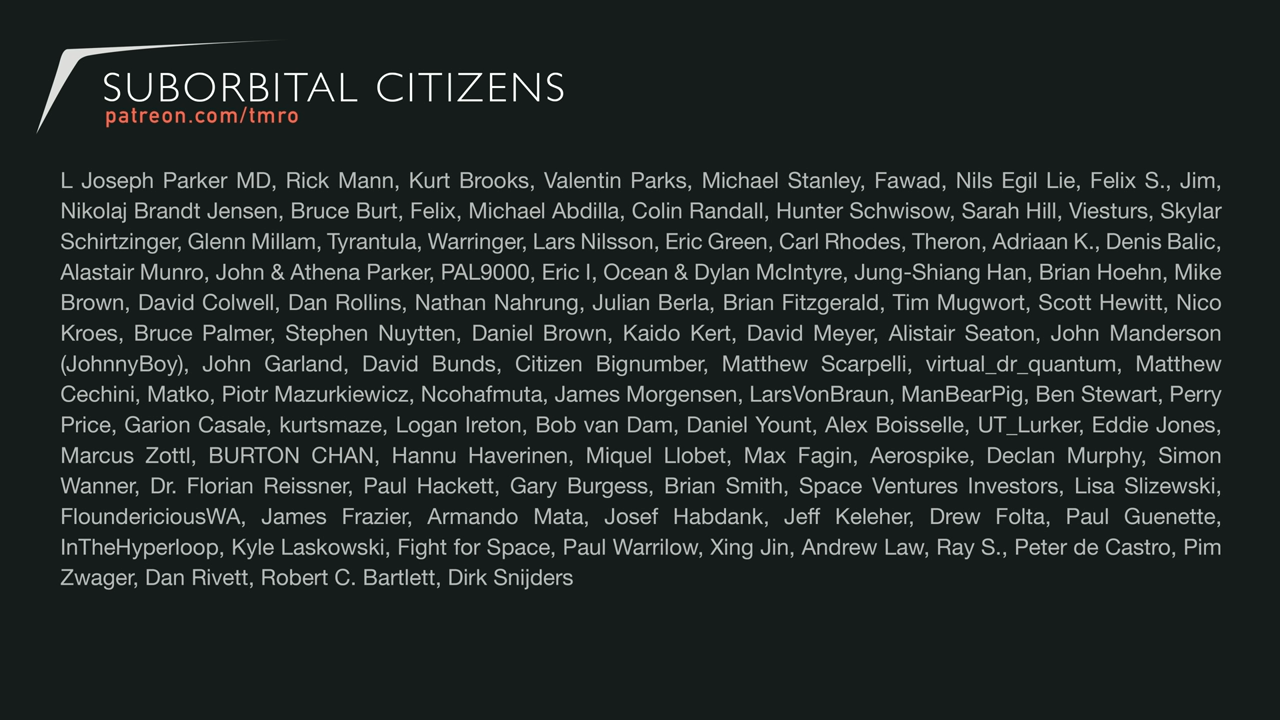 SUBORBITAL CITIZENS
patreon.com/tmro
L Joseph Parker MD, Rick Mann, Kurt Brooks, Valentin Parks, Michael Stanley, Fawad, Nils Egil Lie, Felix S., Jim,
Nikolaj Brandt Jensen, Bruce Burt, Felix, Michael Abdilla, Colin Randall, Hunter Schwisow, Sarah Hill, Viesturs, Skylar
Schirtzinger, Glenn Millam, Tyrantula, Warringer, Lars Nilsson, Eric Green, Carl Rhodes, Theron, Adriaan K., Denis Balic,
Alastair Munro, John & Athena Parker, PAL9000, Eric I, Ocean & Dylan McIntyre, Jung-Shiang Han, Brian Hoehn, Mike
Brown, David Colwell, Dan Rollins, Nathan Nahrung, Julian Berla, Brian Fitzgerald, Tim Mugwort, Scott Hewitt, Nico
Kroes, Bruce Palmer, Stephen Nuytten, Daniel Brown, Kaido Kert, David Meyer, Alistair Seaton, John Manderson
(JohnnyBoy), John Garland, David Bunds, Citizen Bignumber, Matthew Scarpelli, virtual_dr_quantum, Matthew
Cechini, Matko, Piotr Mazurkiewicz, Ncohafmuta, James Morgensen, LarsVonBraun, ManBearPig, Ben Stewart, Perry
Price, Garion Casale, kurtsmaze, Logan Ireton, Bob van Dam, Daniel Yount, Alex Boisselle, UT_Lurker, Eddie Jones,
Marcus Zottl, BURTON CHAN, Hannu Haverinen, Miquel Llobet, Max Fagin, Aerospike, Declan Murphy, Simon
Wanner, Dr. Florian Reissner, Paul Hackett, Gary Burgess, Brian Smith, Space Ventures Investors, Lisa Slizewski,
FloundericiousWA, James Frazier, Armando Mata, Josef Habdank, Jeff Keleher, Drew Folta, Paul Guenette,
InTheHyperloop, Kyle Laskowski, Fight for Space, Paul Warrilow, Xing Jin, Andrew Law, Ray S., Peter de Castro, Pim
Zwager, Dan Rivett, Robert C. Bartlett, Dirk Snijders